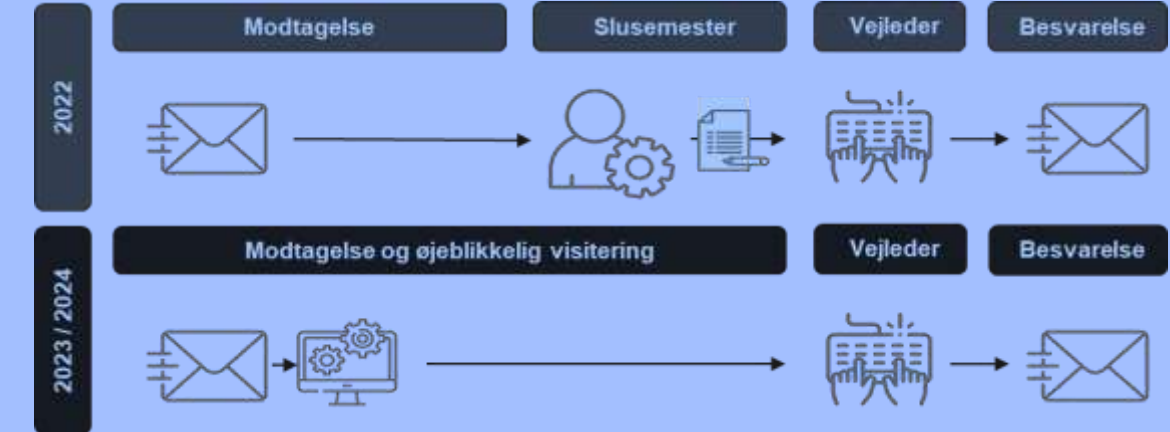 2022
Modtagelse
Slusemester
Vejleder
Besvarelse
2023 / 2024
Modtagelse og øjeblikkelig visitering
Vejleder
Besvarelse